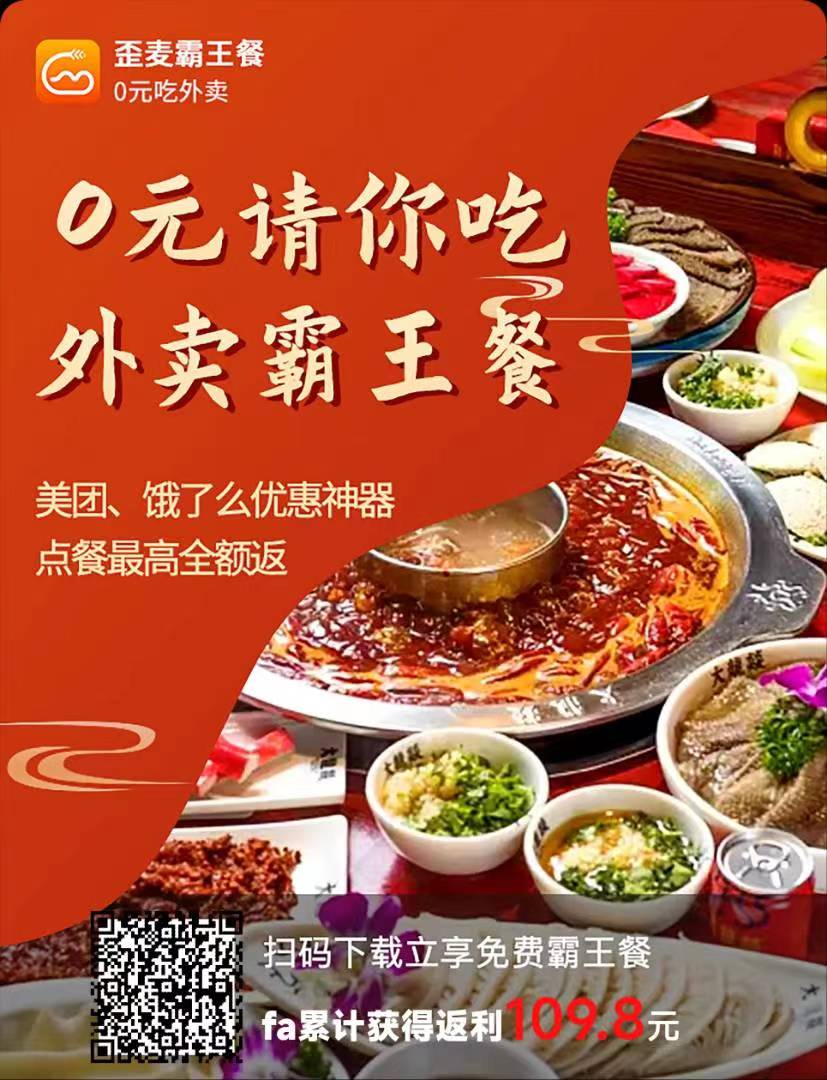 歪麦霸王餐
0元吃外卖
0元请你吃
外卖霸王餐
美团、饿了么优惠神器
点餐最高全额返
大龍燚
扫码下载立享免费霸王餐
fa累计获得返利109.8元